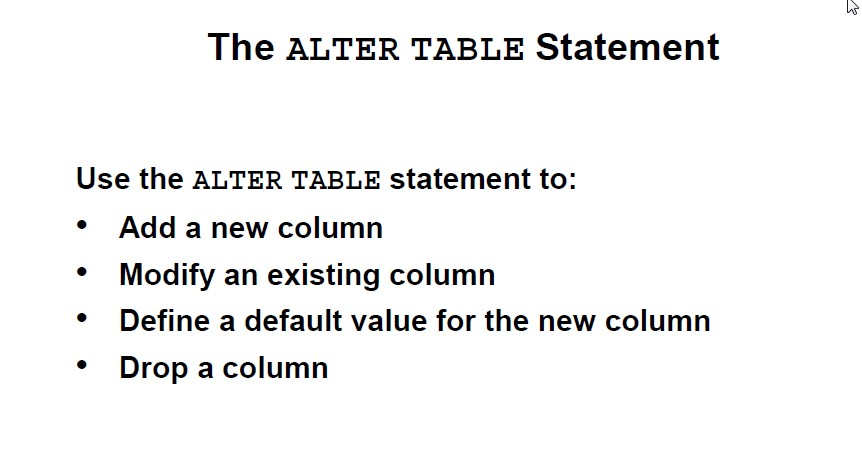 The ALTER TABLE Statement
Use the ALTER TABLE statement to:
• Add a new column
• Modify an existing column
• Define a default value for the new column
• Drop a column